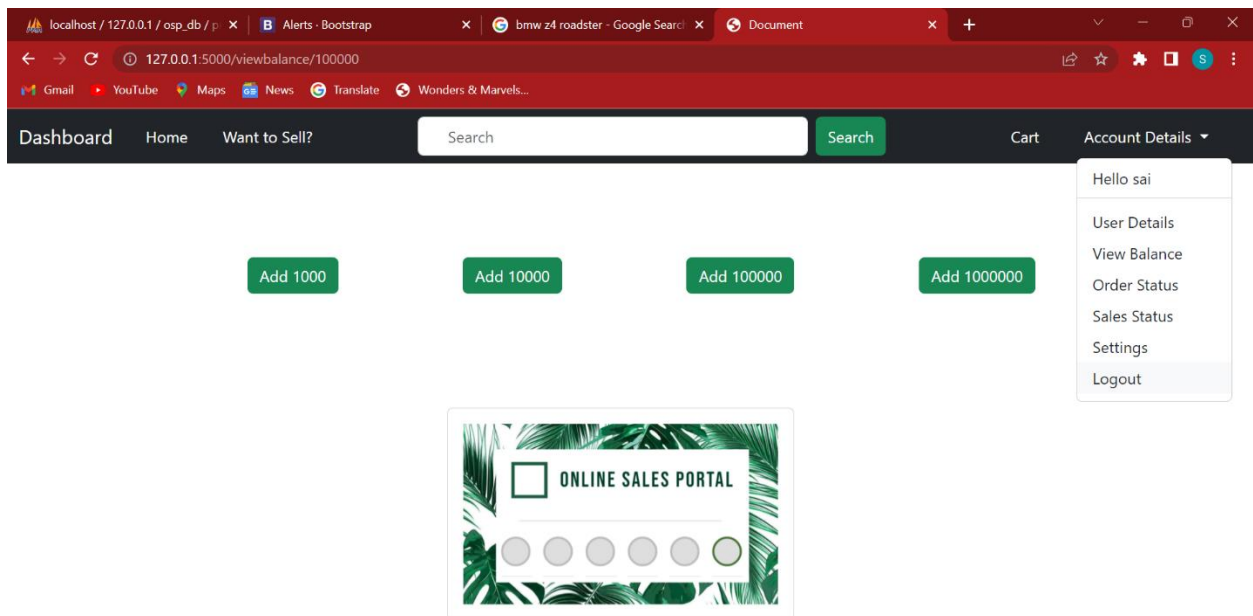 localhost / 127.0.0.1 / osp_db / p
Alerts · Bootstrap
bmw z4 roadster - Google Search
Document
127.0.0.1:5000/viewbalance/100000
Gmail YouTube Maps News Translate Wonders & Marvels...
Dashboard Home Want to Sell? Search Search Cart Account Details
Hello sai
User Details
View Balance
Order Status
Sales Status
Settings
Logout
Add 1000 Add 10000 Add 100000 Add 1000000
ONLINE SALES PORTAL